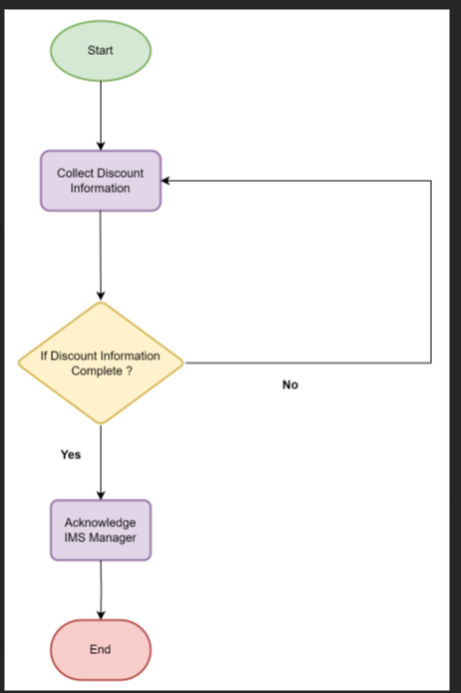 Start
Collect Discount
Information
If Discount Information
Complete ?
No
Yes
Acknowledge
IMS Manager
End